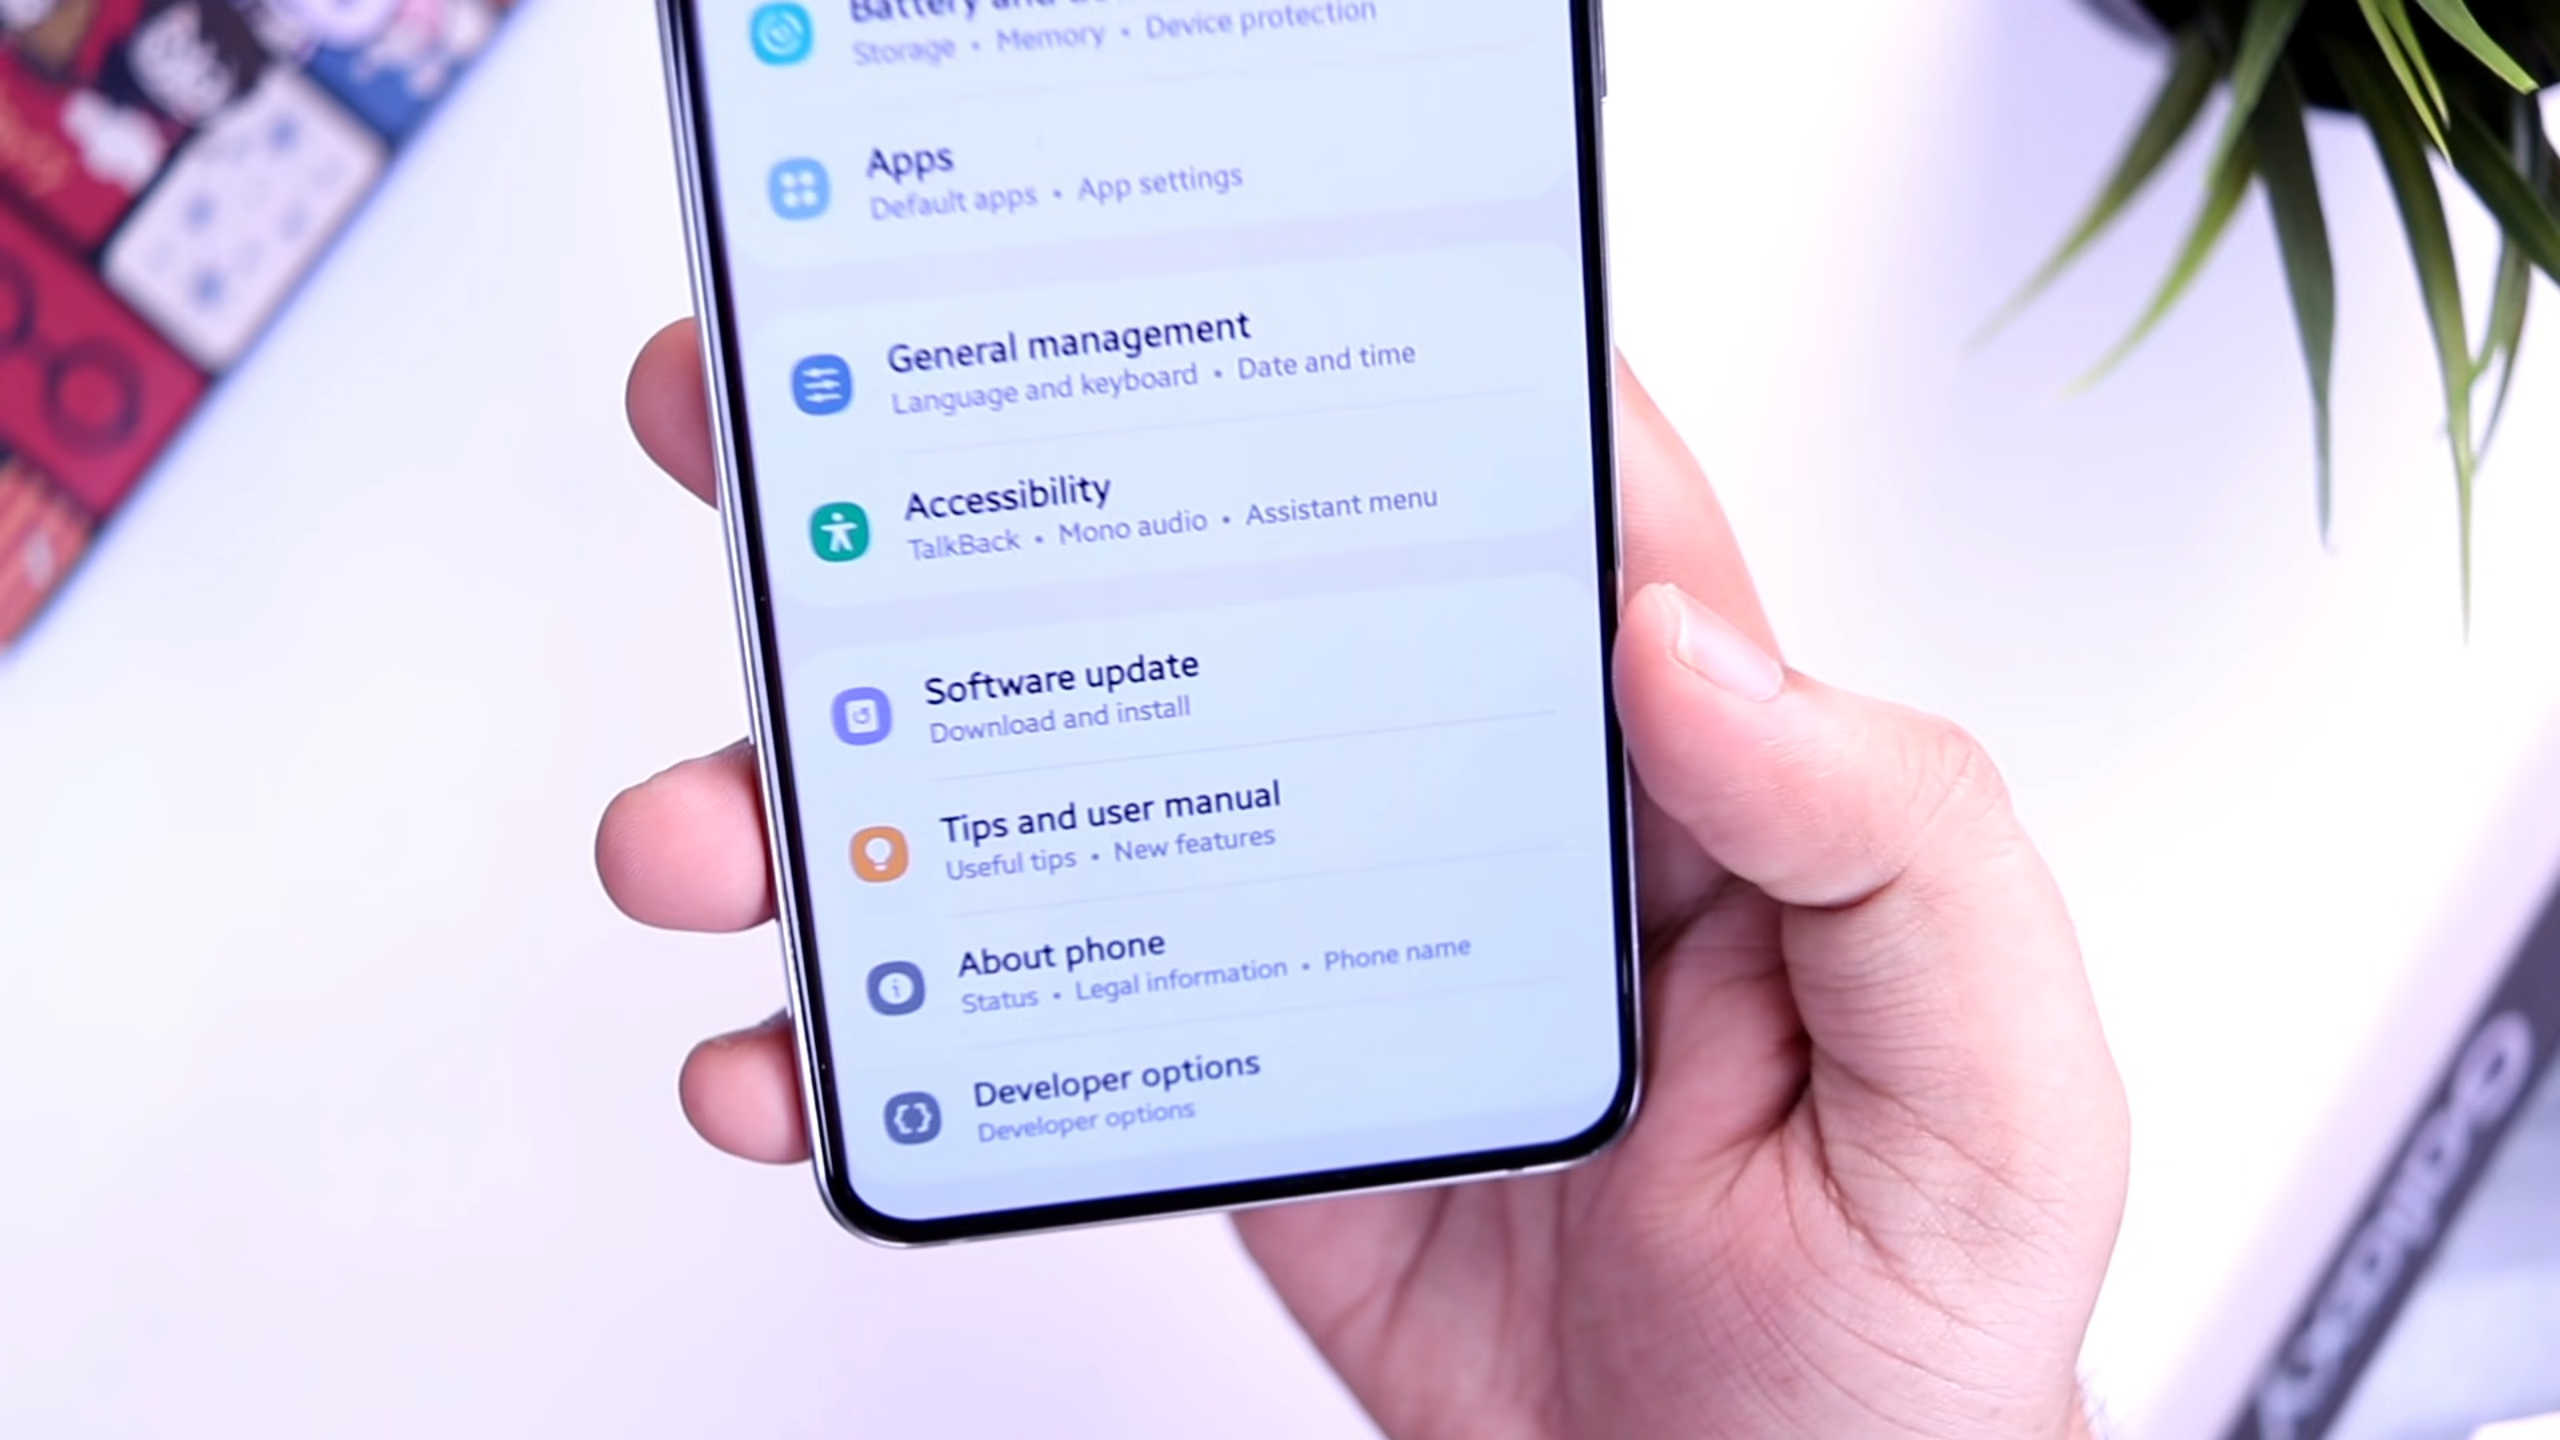 Battery and
Storage • Memory • Device protection
Apps
Default apps • App settings
General management
Language and keyboard • Date and time
Accessibility
TalkBack • Mono audio • Assistant menu
Software update
Download and install
Tips and user manual
Useful tips • New features
About phone
Status • Legal information • Phone name
Developer options
Developer options